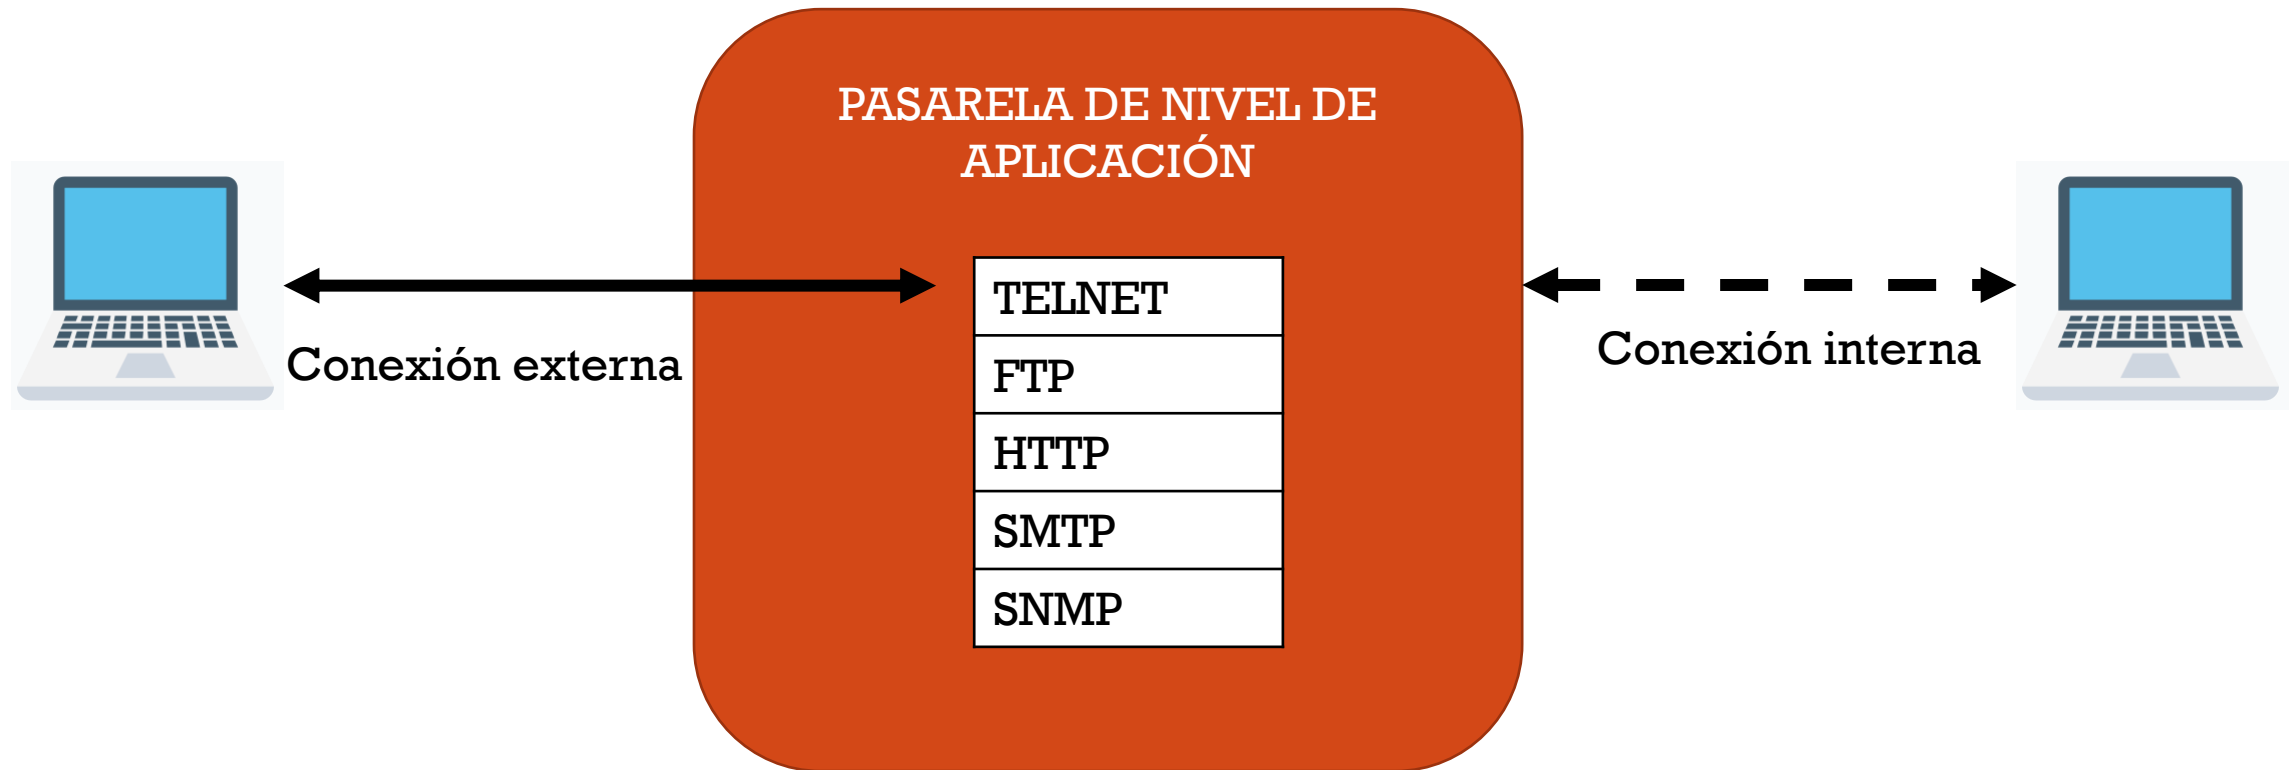 PASARELA DE NIVEL DE
APLICACIÓN
TELNET
FTP
HTTP
SMTP
SNMP
Conexión externa
Conexión interna